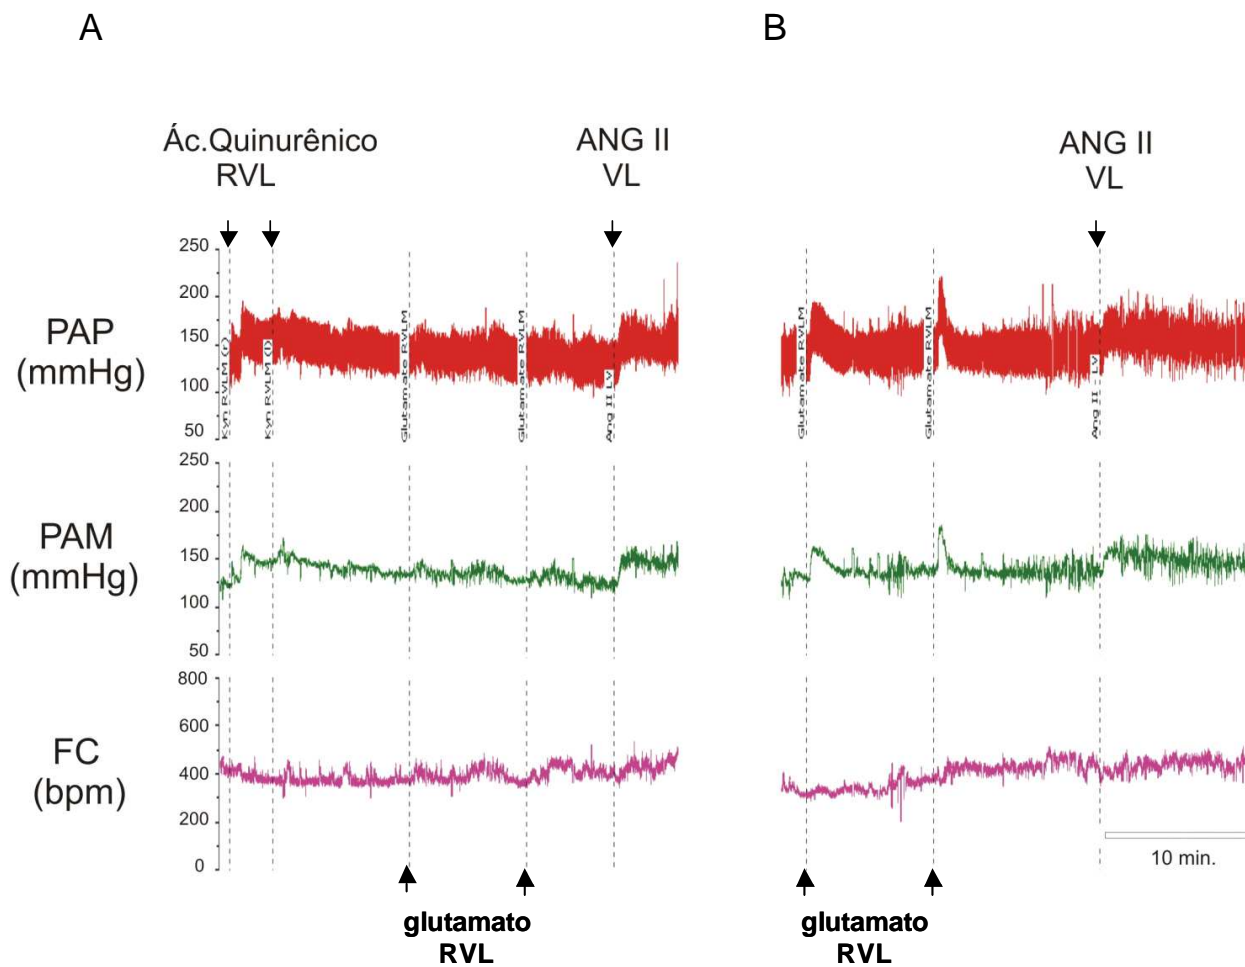 A
B
Ác.Quinurênico
RVL
ANG II
VL
ANG II
VL
PAP
(mmHg)
250
200
150
100
50
Kyn RVLM (r)
Kyn RVLM (l)
Glutamate RVLM
Glutamate RVLM
Ang II LV
Glutamate RVLM
Glutamate RVLM
Ang II - LV
PAM
(mmHg)
250
200
150
100
50
FC
(bpm)
800
600
400
200
0
10 min.
glutamato
RVL
glutamato
RVL